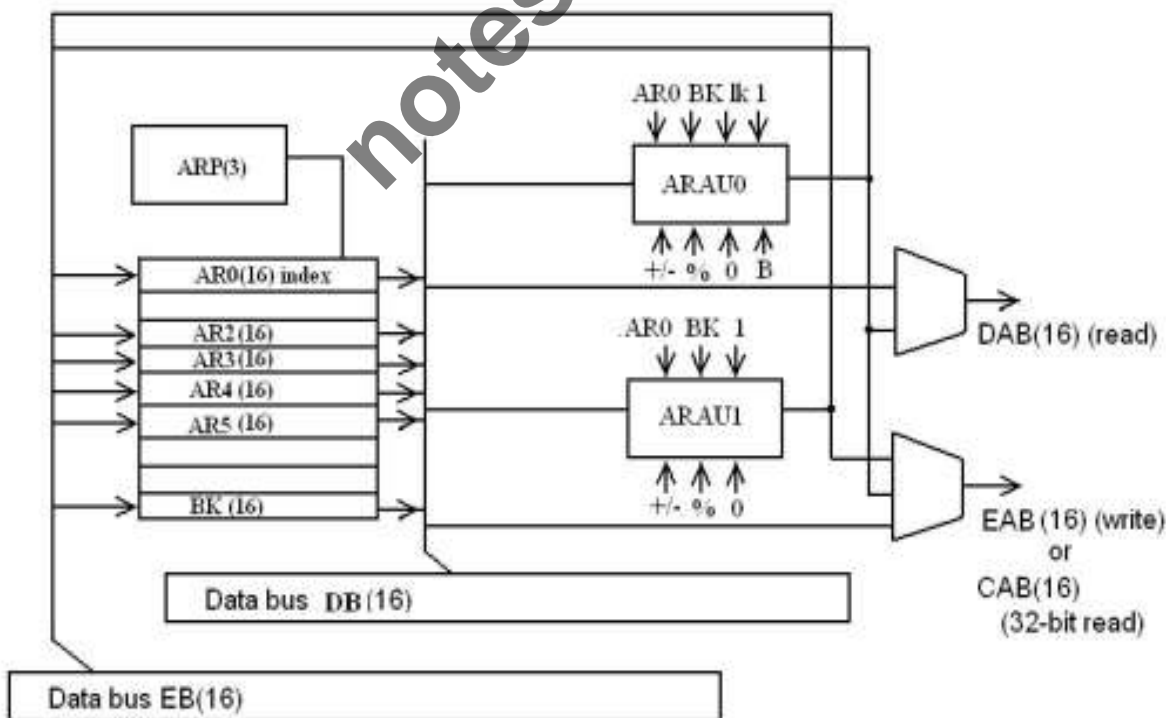 notes
AR0 BK lk 1
ARP(3)
ARAU0
+/- % 0 B
AR0(16) index
AR2 (16)
AR3(16)
AR4 (16)
AR5 (16)
BK (16)
AR0 BK 1
ARAU1
+/- % 0
DAB(16) (read)
EAB (16) (write)
or
CAB(16)
(32-bit read)
Data bus DB (16)
Data bus EB(16)